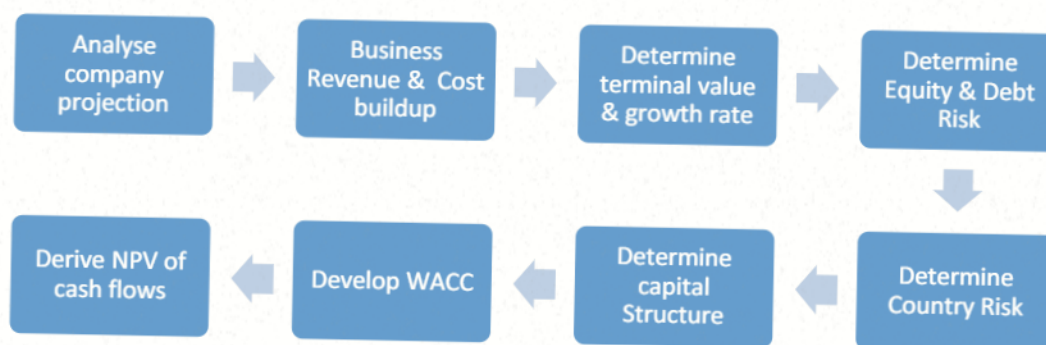 Analyse
company
projection
Business
Revenue & Cost
buildup
Determine
terminal value
& growth rate
Determine
Equity & Debt
Risk
Determine
Country Risk
Determine
capital
Structure
Develop WACC
Derive NPV of
cash flows